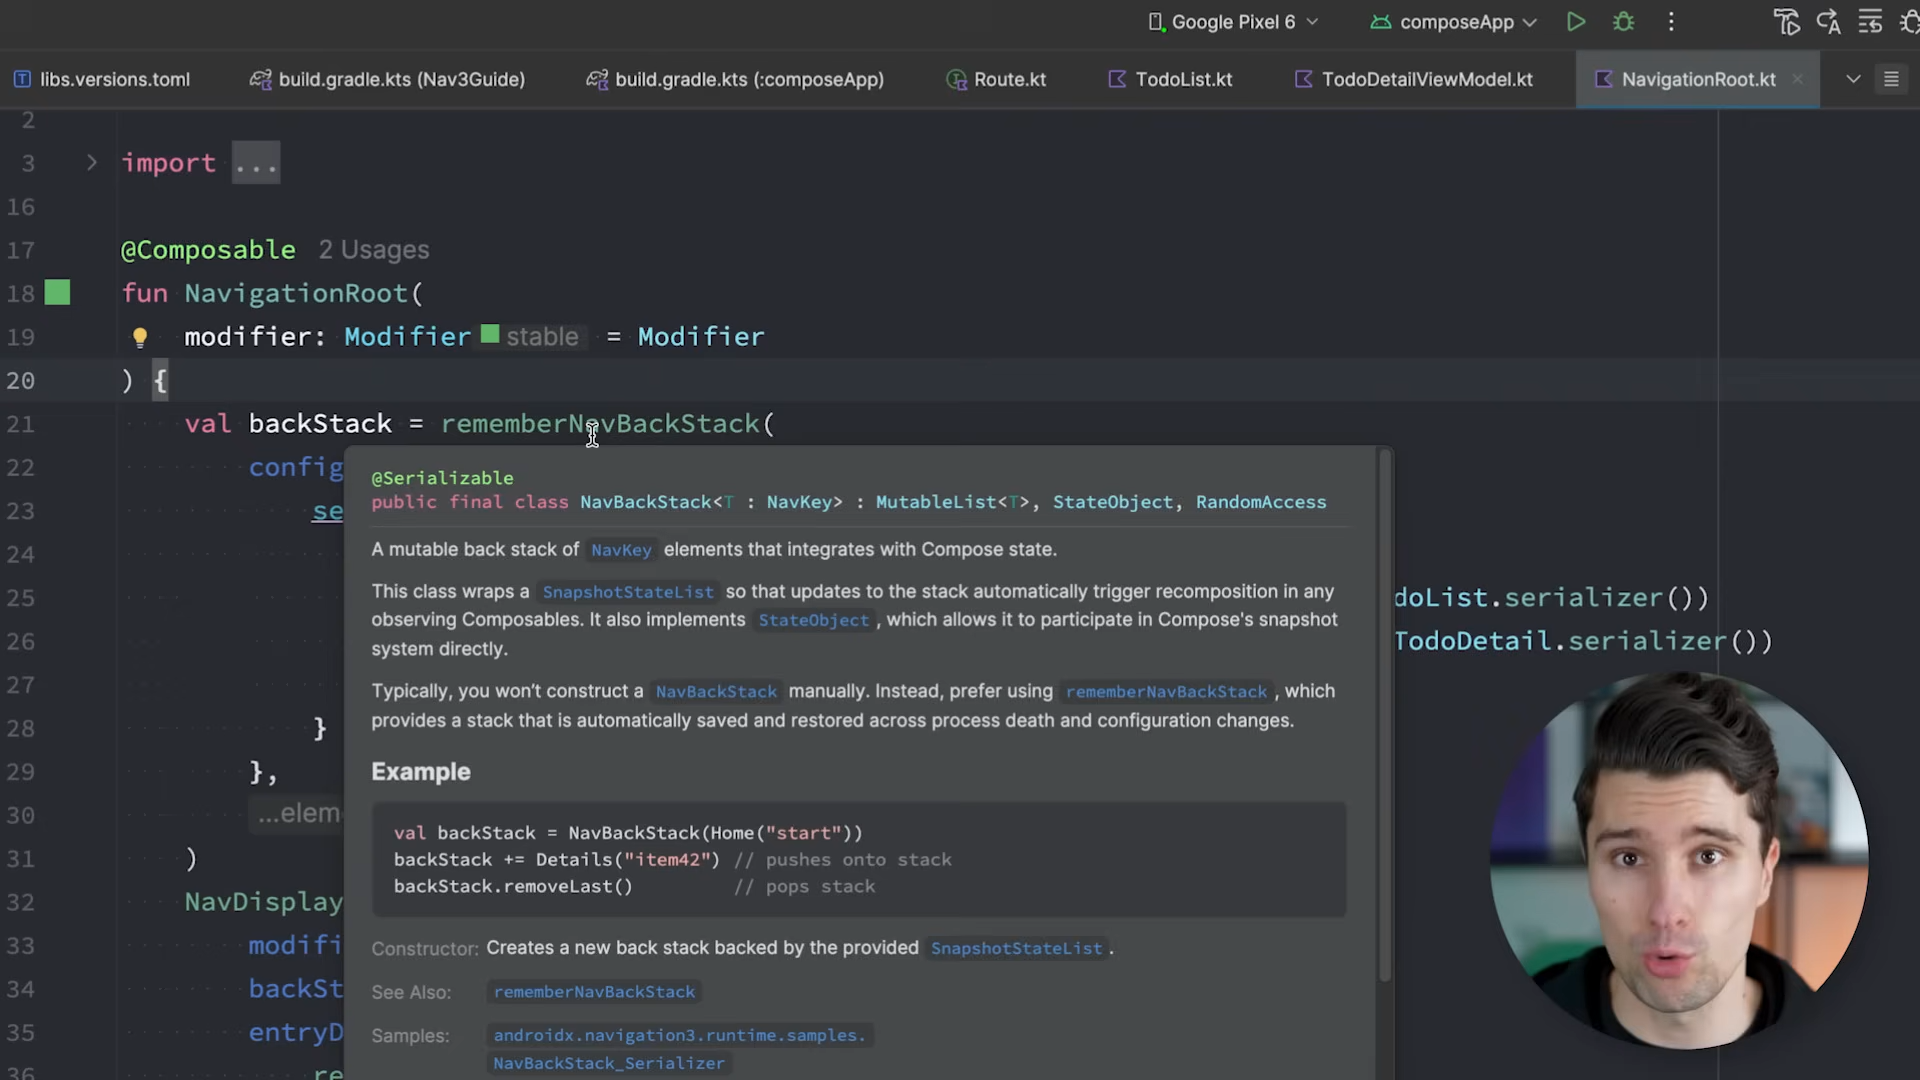 Google Pixel 6
composeApp
libs.versions.toml
build.gradle.kts (Nav3Guide)
build.gradle.kts (:composeApp)
Route.kt
TodoList.kt
TodoDetailViewModel.kt
NavigationRoot.kt
2
3 import ...
16
17 @Composable 2 Usages
18 fun NavigationRoot(
19 modifier: Modifier stable = Modifier
20 ) {
21 val backStack = rememberNavBackStack(
22 config
23 se
24
25 doList.serializer())
26 TodoDetail.serializer())
27
28 }
29 },
30 ...elem
31 )
32 NavDisplay
33 modifi
34 backSt
35 entryD
36 re
@Serializable
public final class NavBackStack<T : NavKey> : MutableList<T>, StateObject, RandomAccess
A mutable back stack of NavKey elements that integrates with Compose state.
This class wraps a SnapshotStateList so that updates to the stack automatically trigger recomposition in any
observing Composables. It also implements StateObject, which allows it to participate in Compose's snapshot
system directly.
Typically, you won't construct a NavBackStack manually. Instead, prefer using rememberNavBackStack, which
provides a stack that is automatically saved and restored across process death and configuration changes.
Example
val backStack = NavBackStack(Home("start"))
backStack += Details("item42") // pushes onto stack
backStack.removeLast() // pops stack
Constructor: Creates a new back stack backed by the provided SnapshotStateList.
See Also: rememberNavBackStack
Samples: androidx.navigation3.runtime.samples.
NavBackStack_Serializer